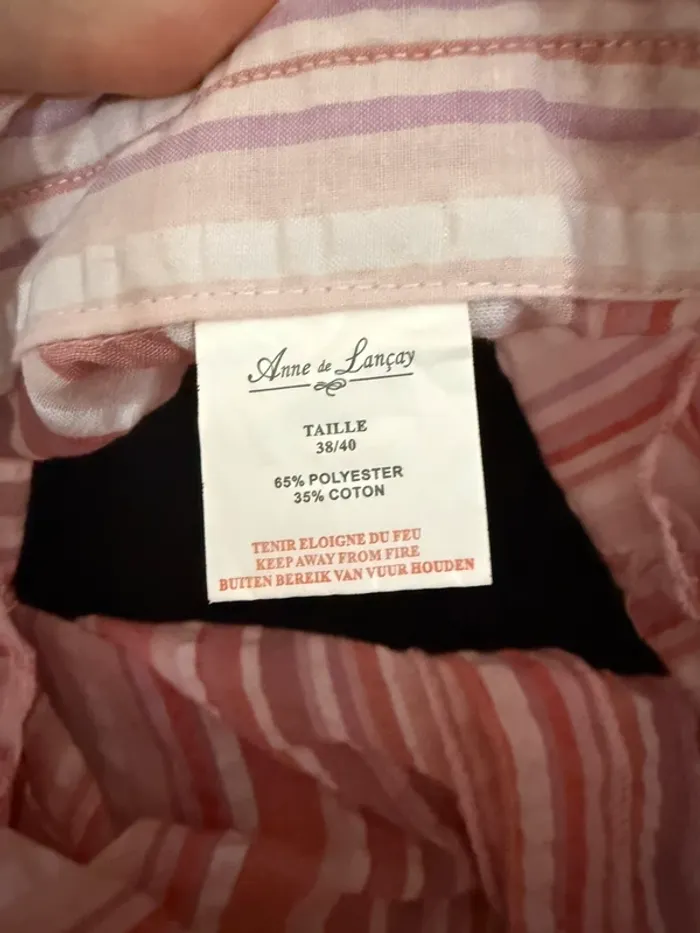 Anne de Lançay
TAILLE
38/40
65% POLYESTER
35% COTON
TENIR ELOIGNE DU FEU
KEEP AWAY FROM FIRE
BUITEN BEREIK VAN VUUR HOUDEN